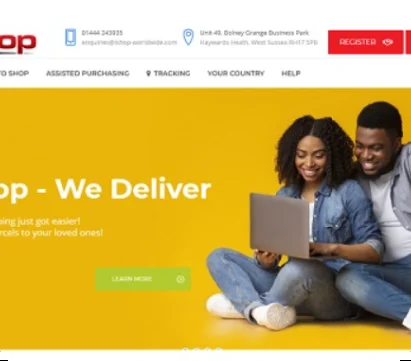 op
01444 243935
enquiries@ishop-worldwide.com
Unit 49, Bolney Grange Business Park
Haywards Heath, West Sussex RH17 5PB
REGISTER
TO SHOP
ASSISTED PURCHASING
TRACKING
YOUR COUNTRY
HELP
op - We Deliver
ping just got easier!
rcels to your loved ones!
LEARN MORE